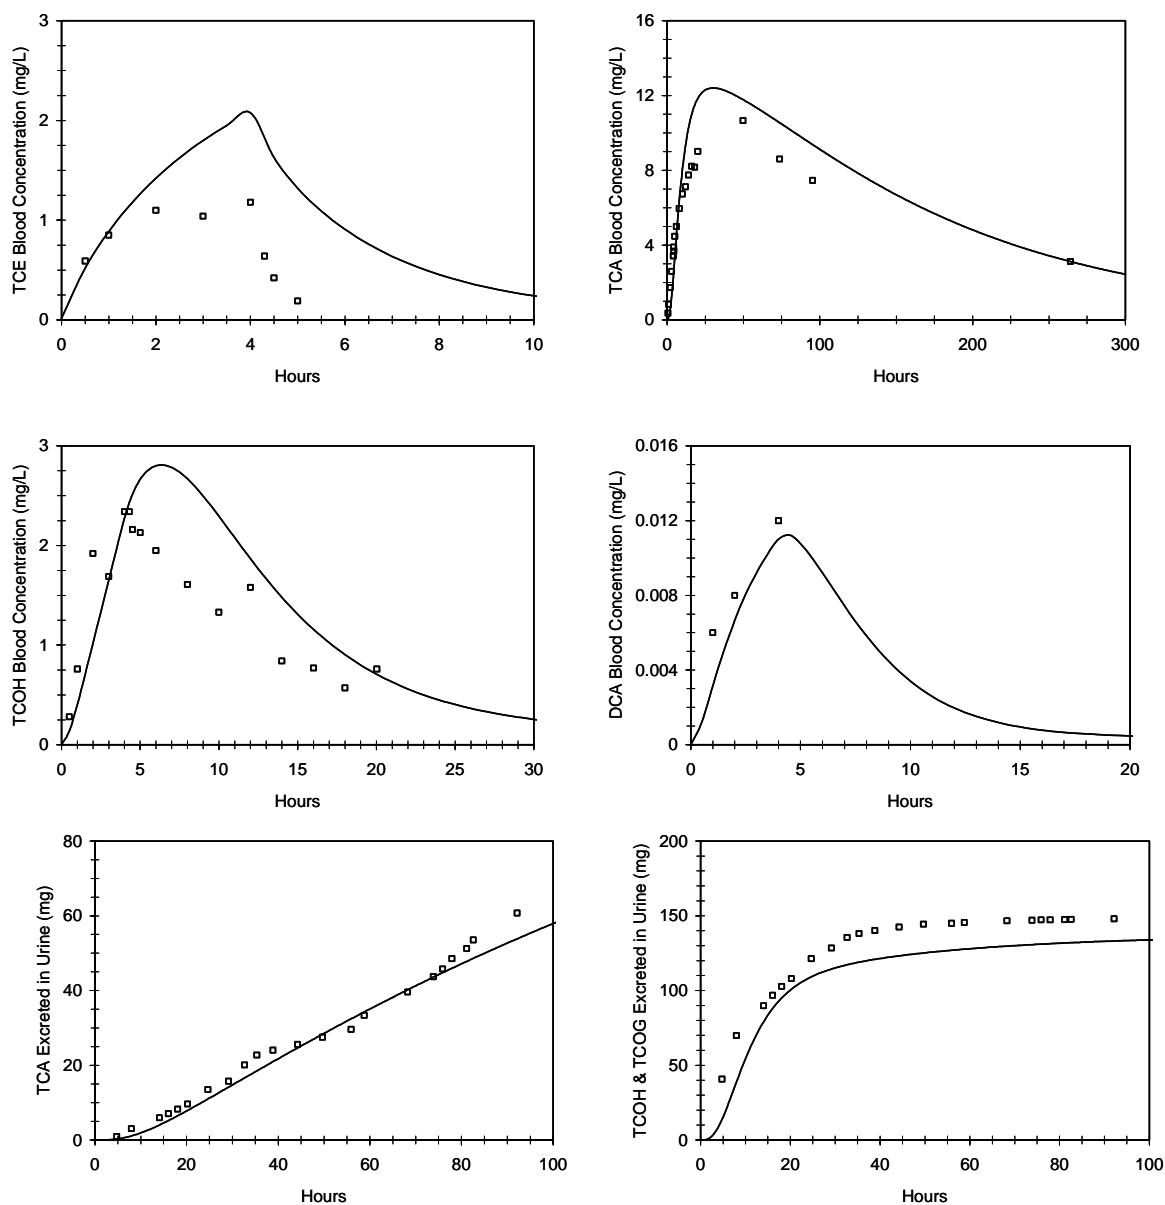 TCE Blood Concentration (mg/L)
3
2
1
0
0 2 4 6 8 10
Hours
TCA Blood Concentration (mg/L)
16
12
8
4
0
0 100 200 300
Hours
TCOH Blood Concentration (mg/L)
3
2
1
0
0 5 10 15 20 25 30
Hours
DCA Blood Concentration (mg/L)
0.016
0.012
0.008
0.004
0
0 5 10 15 20
Hours
TCA Excreted in Urine (mg)
80
60
40
20
0
0 20 40 60 80 100
Hours
TCOH & TCOG Excreted in Urine (mg)
200
150
100
50
0
0 20 40 60 80 100
Hours